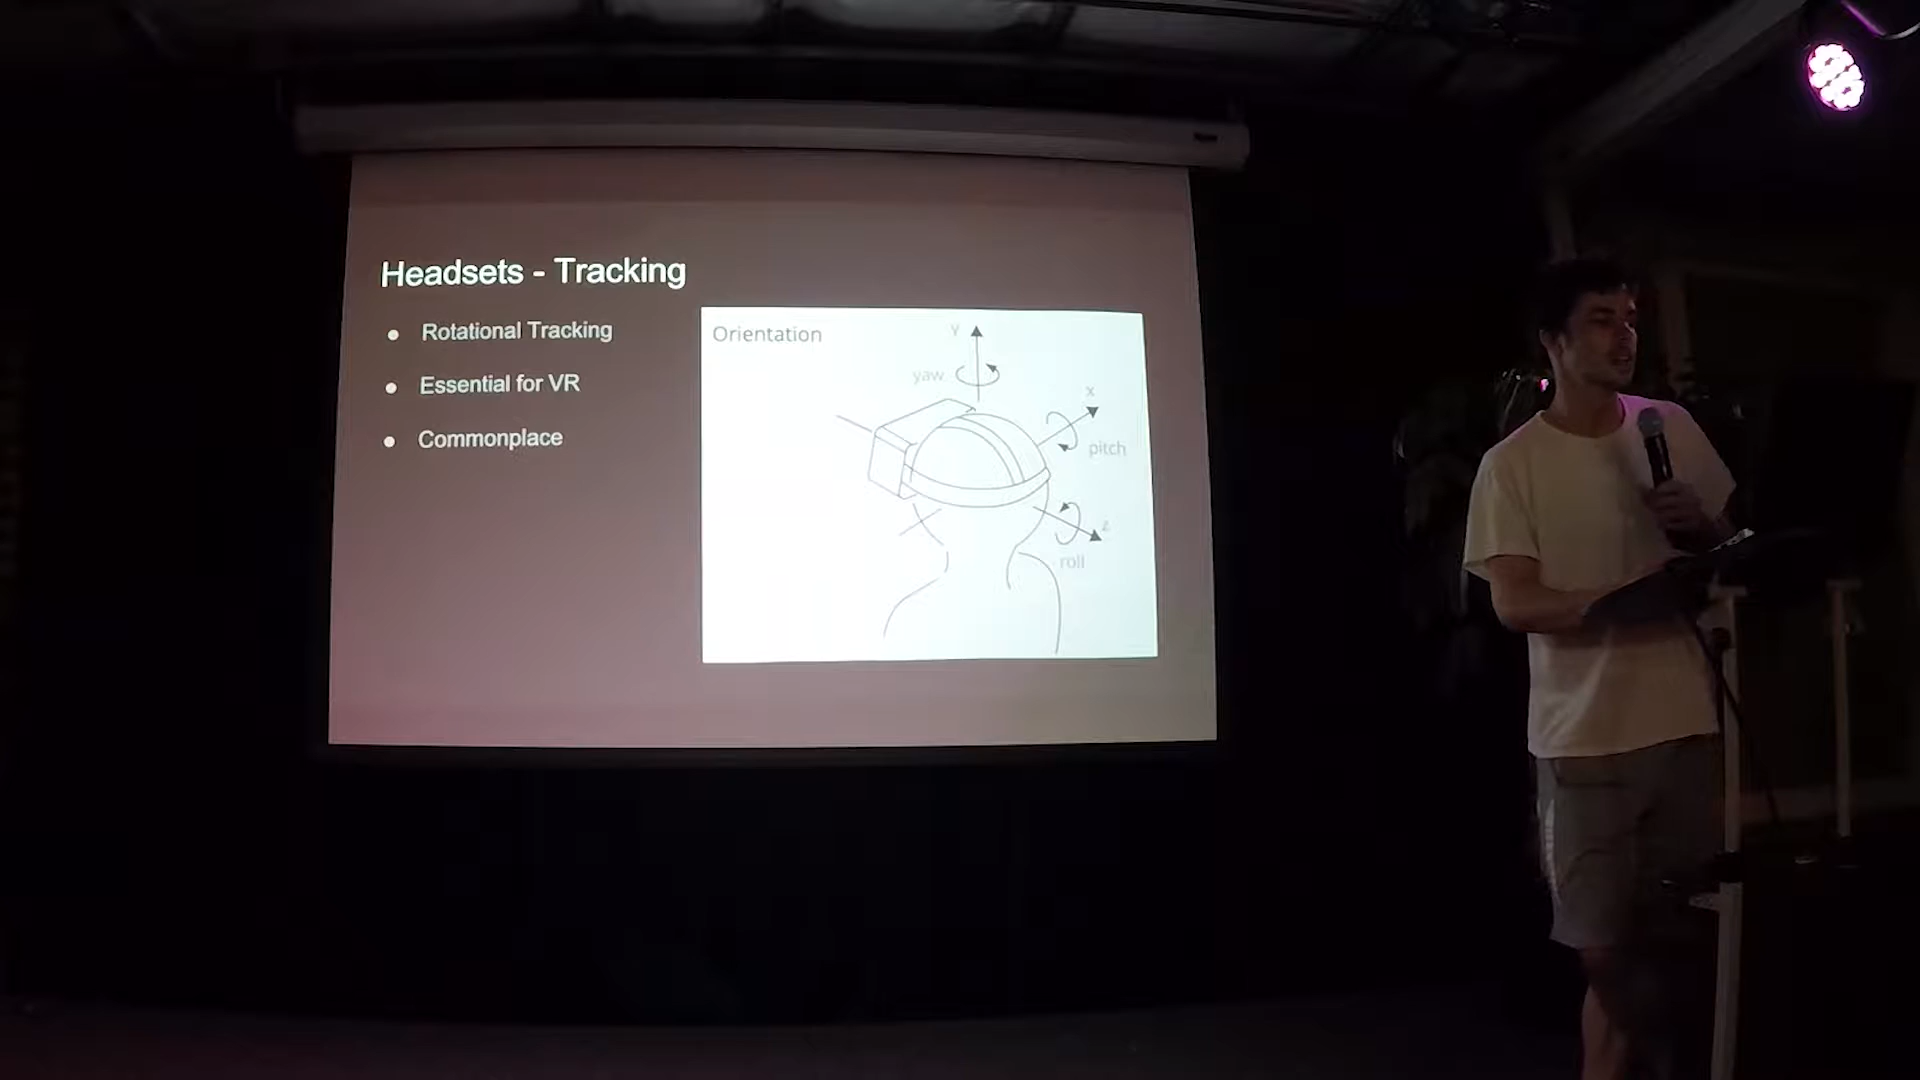 Headsets - Tracking
● Rotational Tracking
● Essential for VR
● Commonplace
Orientation
Y
yaw
x
pitch
z
roll